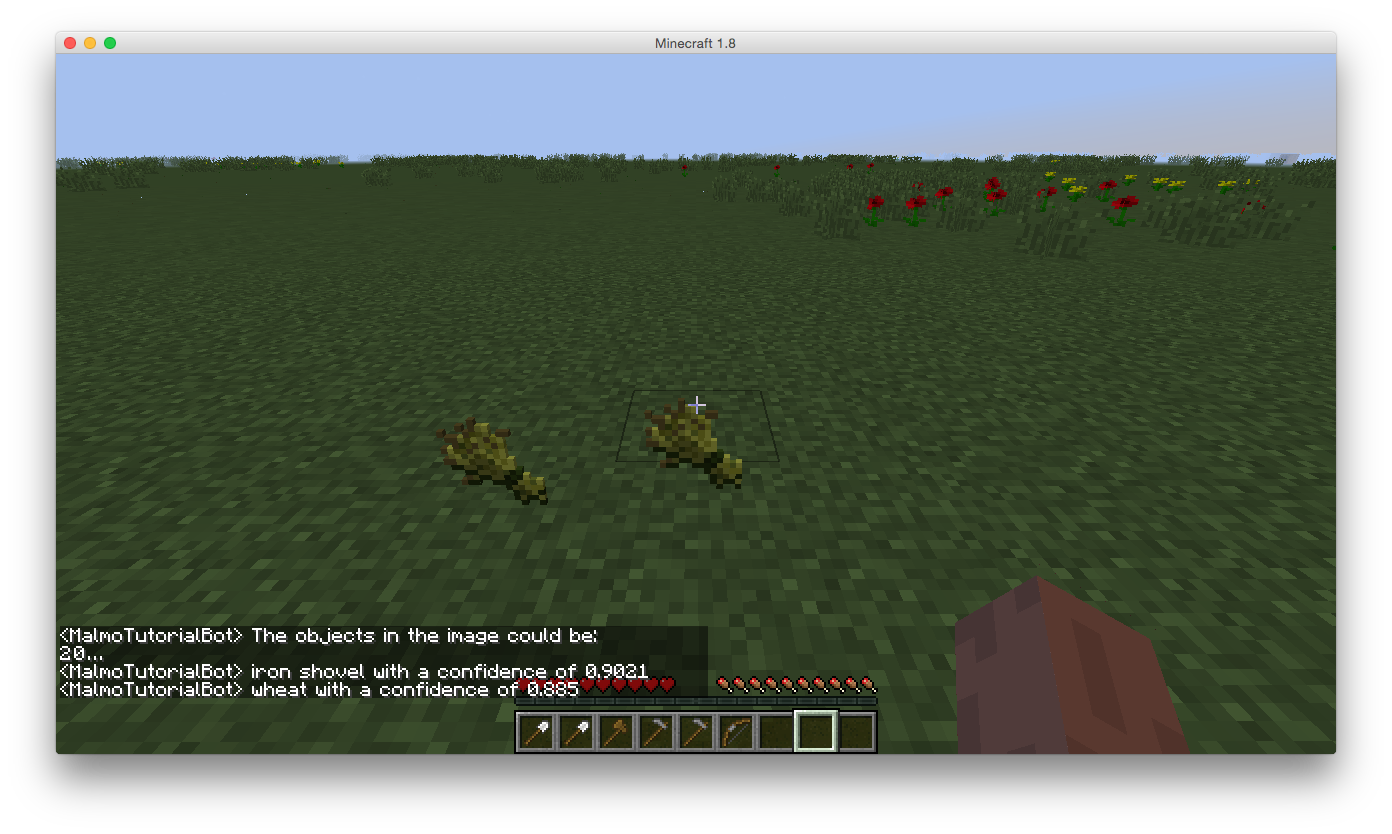 Minecraft 1.8
<MalmoTutorialBot> The objects in the image could be:
20...
<MalmoTutorialBot> iron shovel with a confidence of 0.9021
<MalmoTutorialBot> wheat with a confidence of 0.885